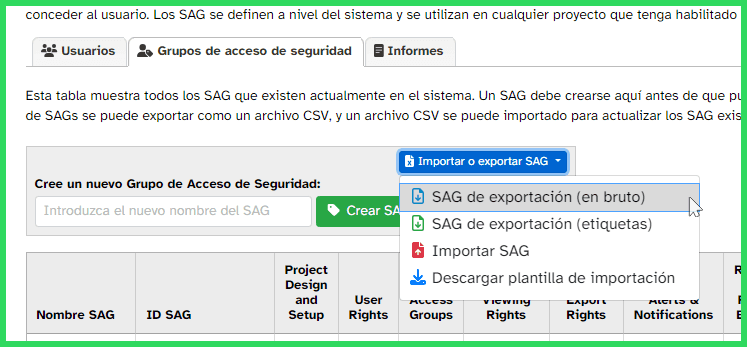 conceder al usuario. Los SAG se definen a nivel del sistema y se utilizan en cualquier proyecto que tenga habilitado
Usuarios
Grupos de acceso de seguridad
Informes
Esta tabla muestra todos los SAG que existen actualmente en el sistema. Un SAG debe crearse aquí antes de que
de SAGs se puede exportar como un archivo CSV, y un archivo CSV se puede importado para actualizar los SAG
Importar o exportar SAG
Cree un nuevo Grupo de Acceso de Seguridad:
Introduzca el nuevo nombre del SAG
Crear
SAG de exportación (en bruto)
SAG de exportación (etiquetas)
Importar SAG
Descargar plantilla de importación
Nombre SAG
ID SAG
Project
Design
and
Setup
User
Rights
Access
Groups
Viewing
Rights
Export
Rights
Alerts &
Notifications